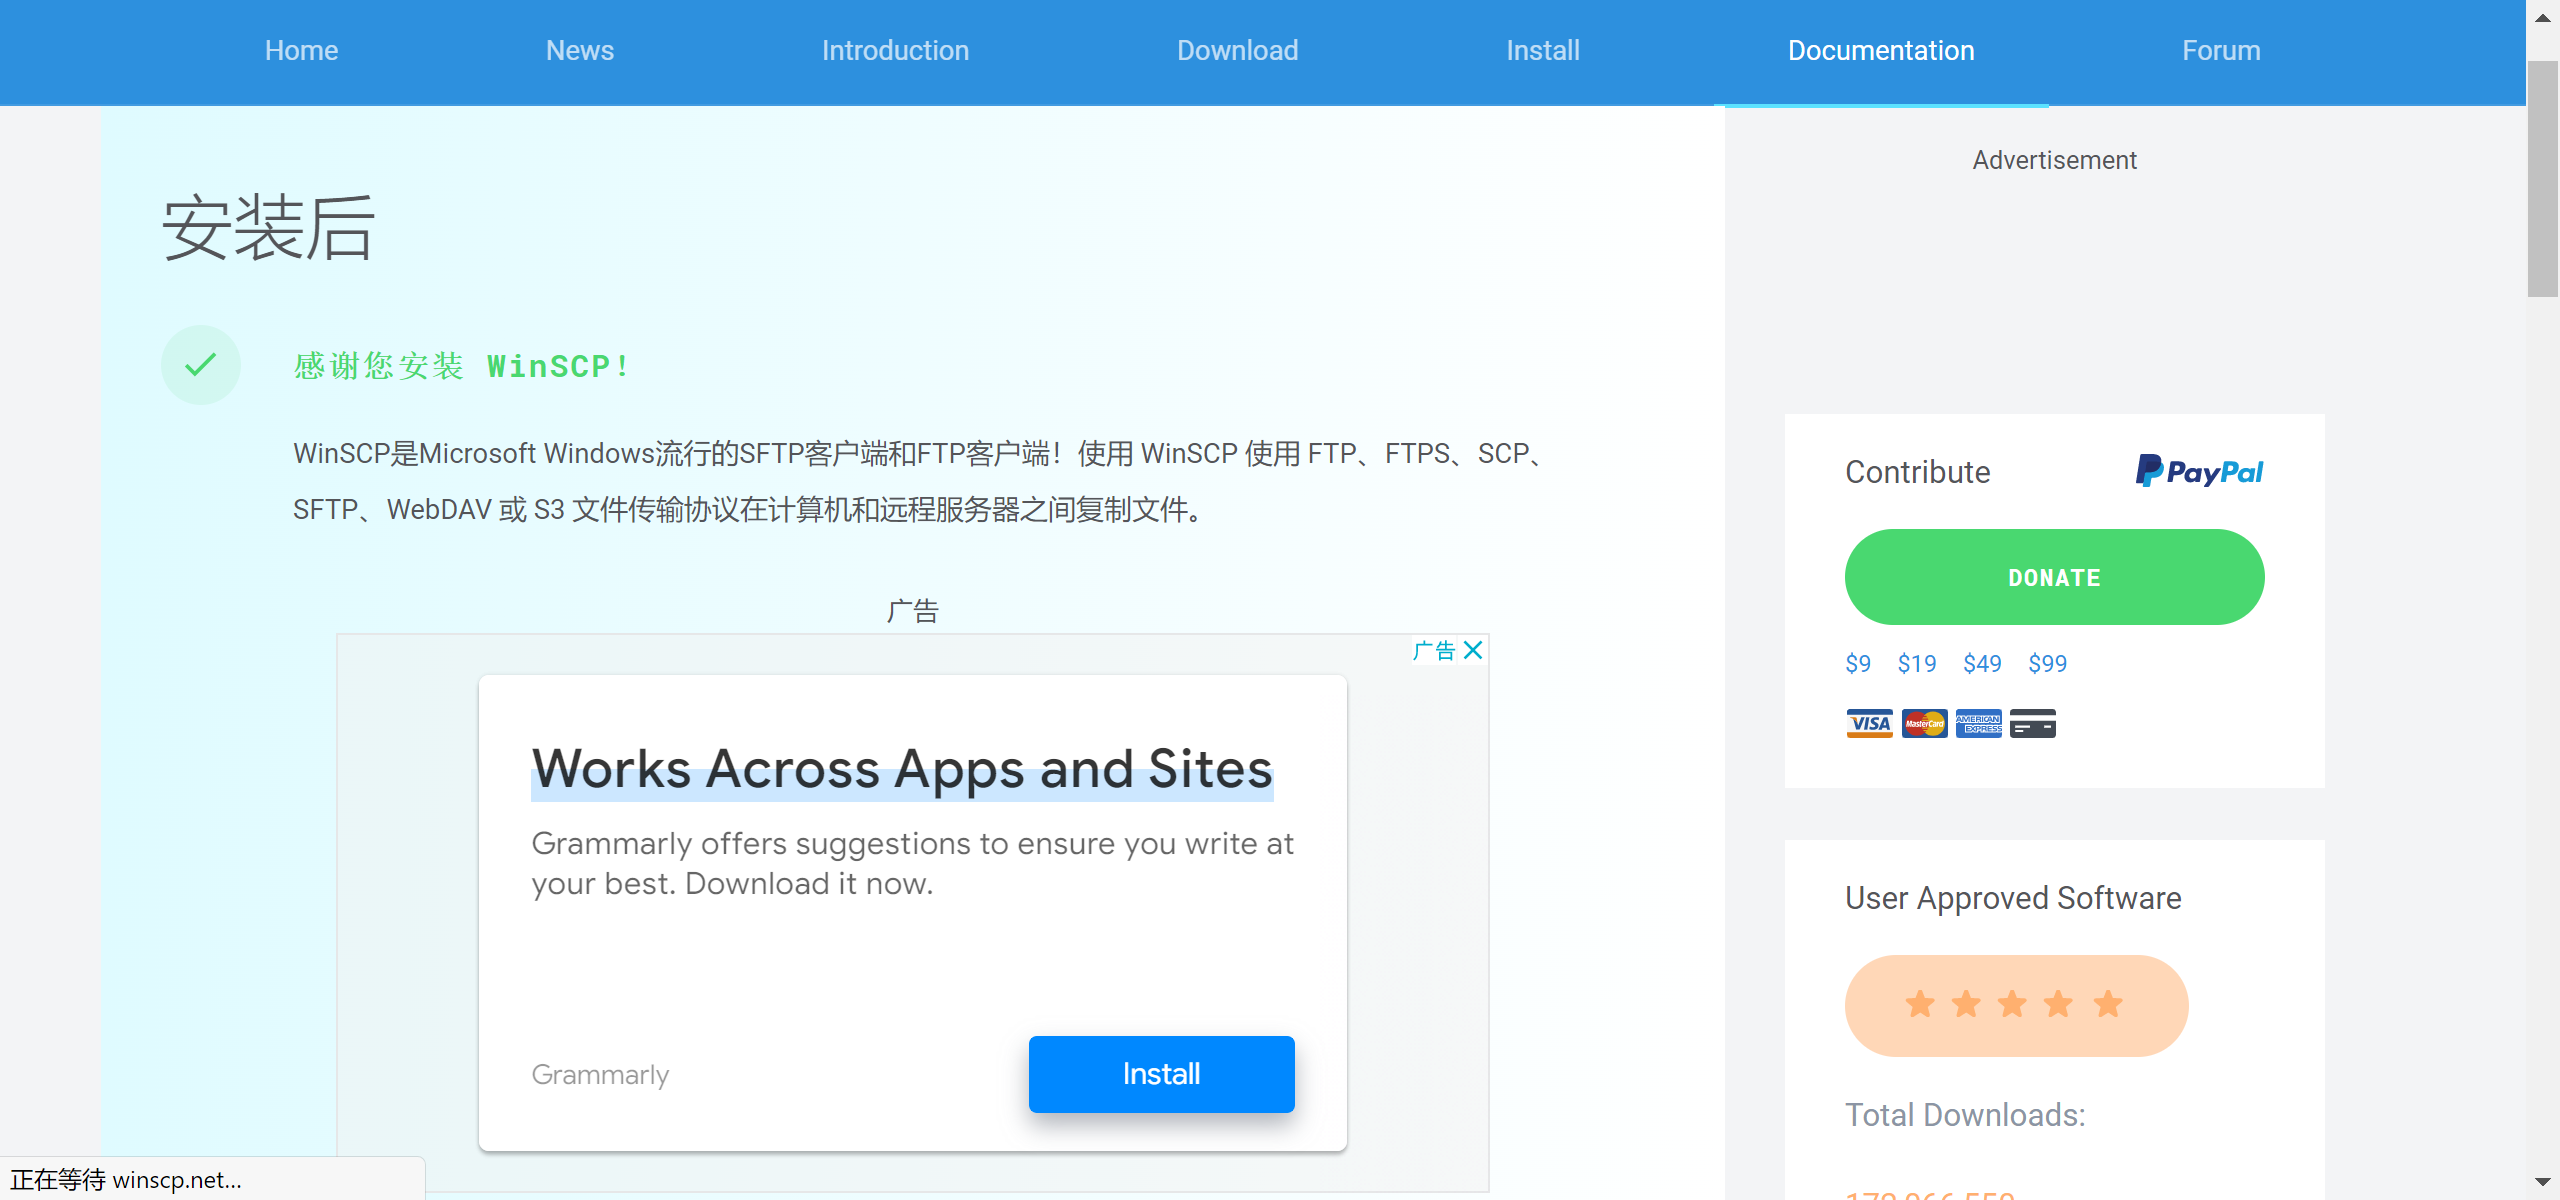 Home News Introduction Download Install Documentation Forum
安装后
感谢您安装 WinSCP!
WinSCP是Microsoft Windows流行的SFTP客户端和FTP客户端！使用 WinSCP 使用 FTP、FTPS、SCP、
SFTP、WebDAV 或 S3 文件传输协议在计算机和远程服务器之间复制文件。
广告
广告
Works Across Apps and Sites
Grammarly offers suggestions to ensure you write at
your best. Download it now.
Grammarly
Install
Advertisement
Contribute
PayPal
DONATE
$9 $19 $49 $99
VISA MasterCard AMERICAN EXPRESS
User Approved Software
Total Downloads:
正在等待 winscp.net...